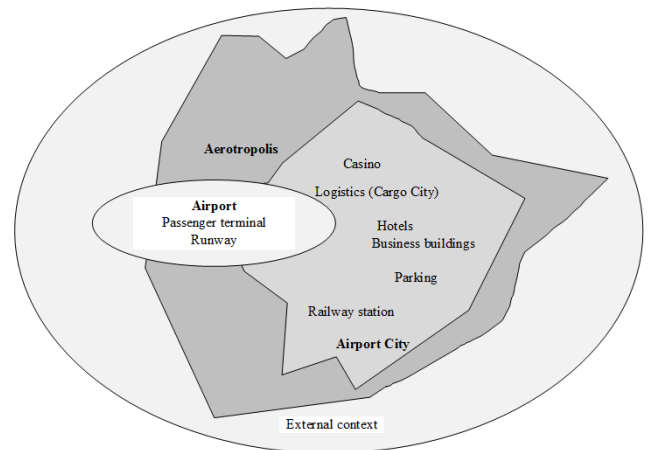 Aerotropolis
Casino
Logistics (Cargo City)
Airport
Passenger terminal
Runway
Hotels
Business buildings
Parking
Railway station
Airport City
External context